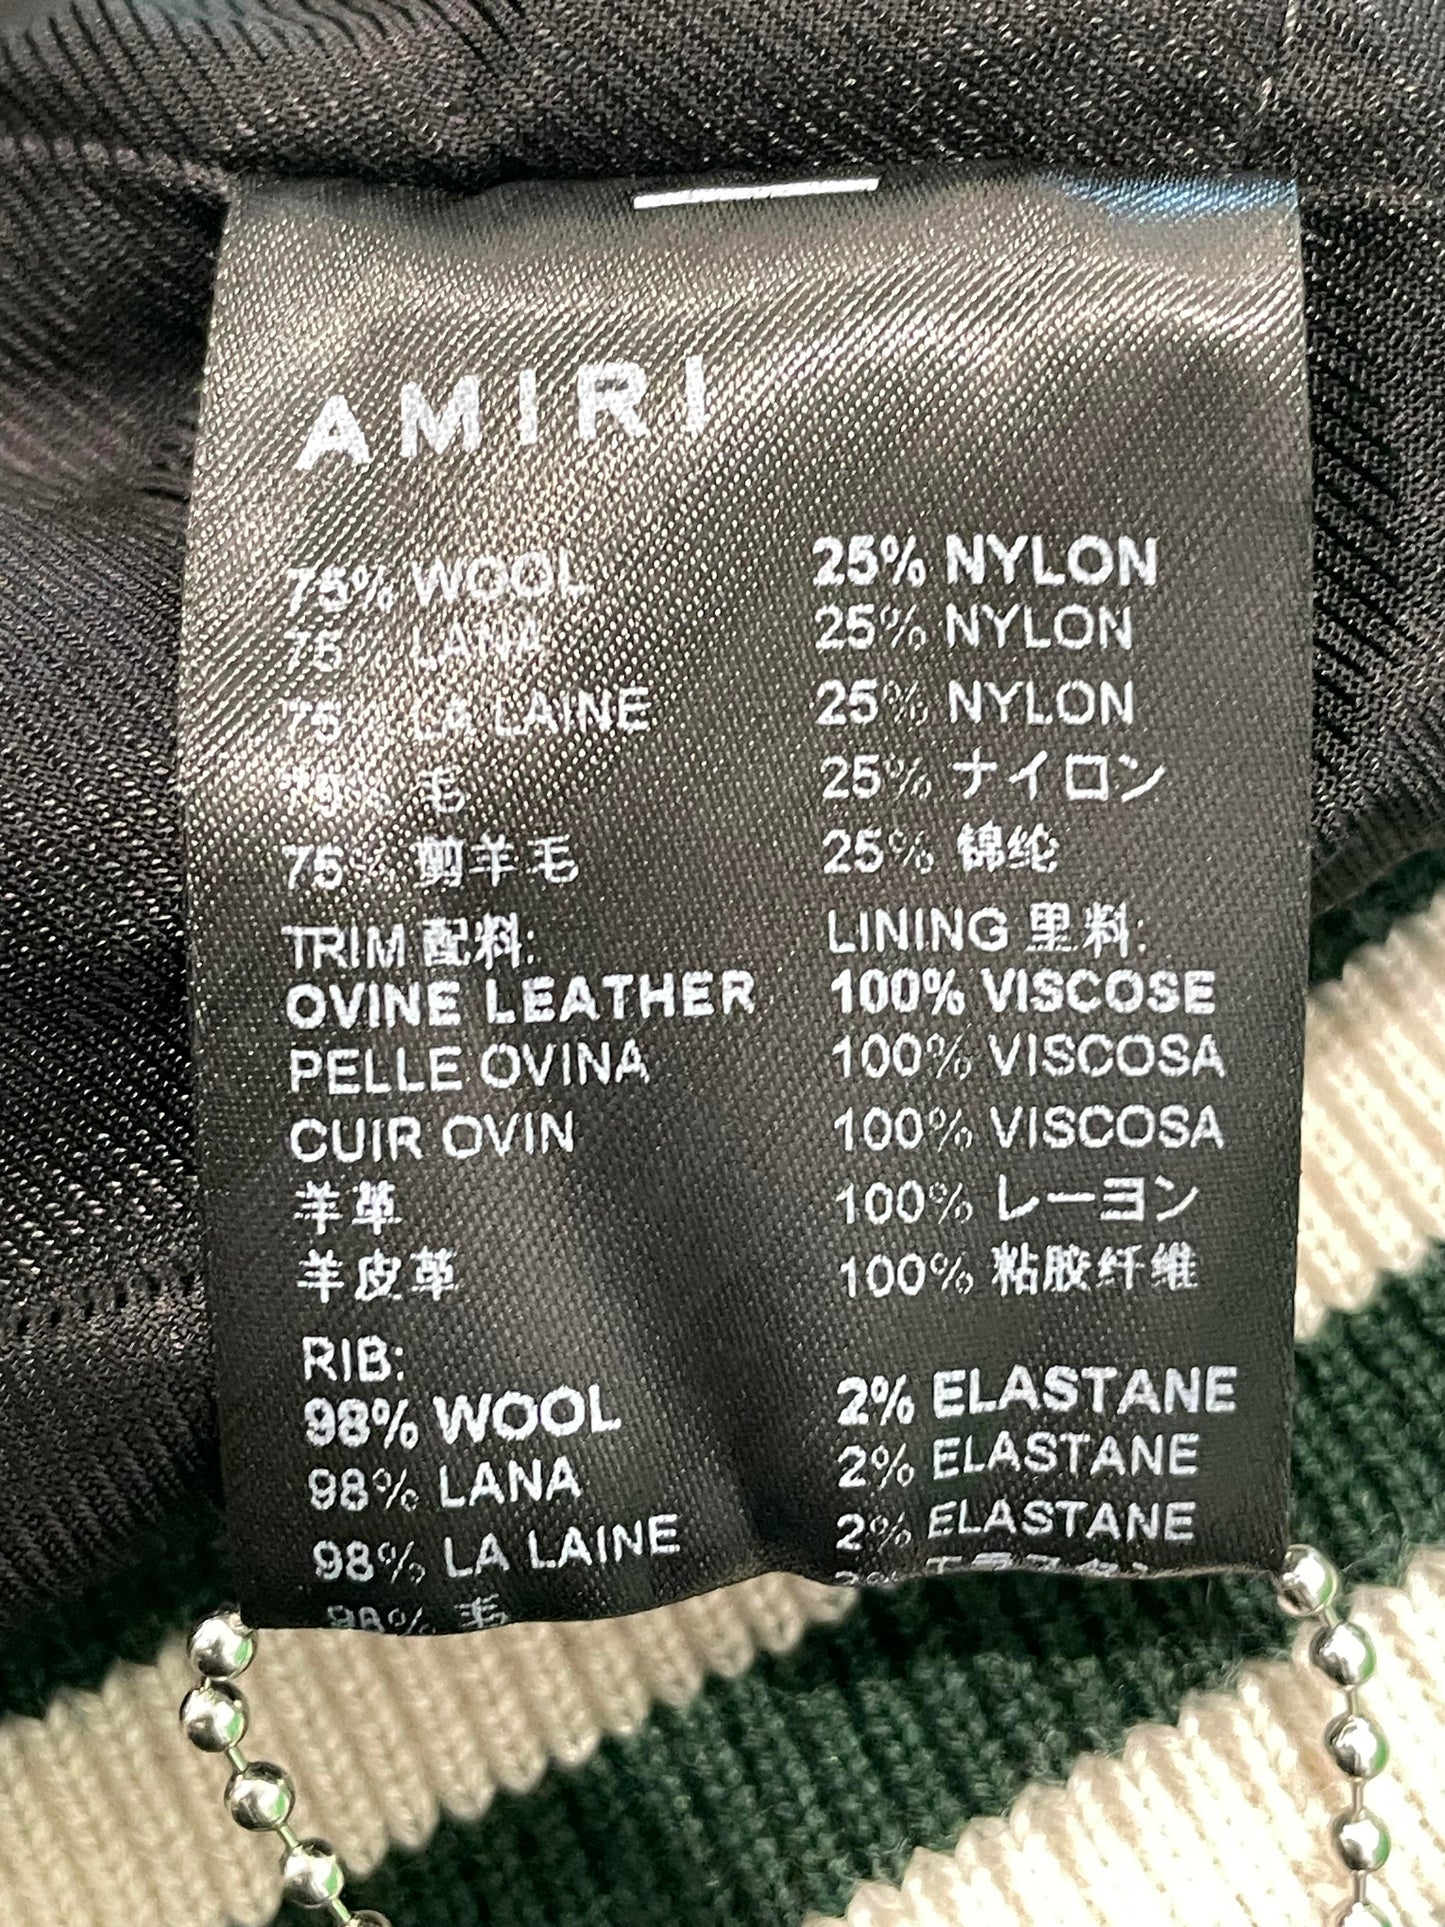 AMIRI
75% WOOL 25% NYLON
75% LANA 25% NYLON
75% LA LAINE 25% NYLON
75% 毛 25% ナイロン
75% 剪羊毛 25% 锦纶
TRIM 配料: LINING 里料:
OVINE LEATHER 100% VISCOSE
PELLE OVINA 100% VISCOSA
CUIR OVIN 100% VISCOSA
羊革 100% レーヨン
羊皮革 100% 粘胶纤维
RIB:
98% WOOL 2% ELASTANE
98% LANA 2% ELASTANE
98% LA LAINE 2% ELASTANE
98% 毛